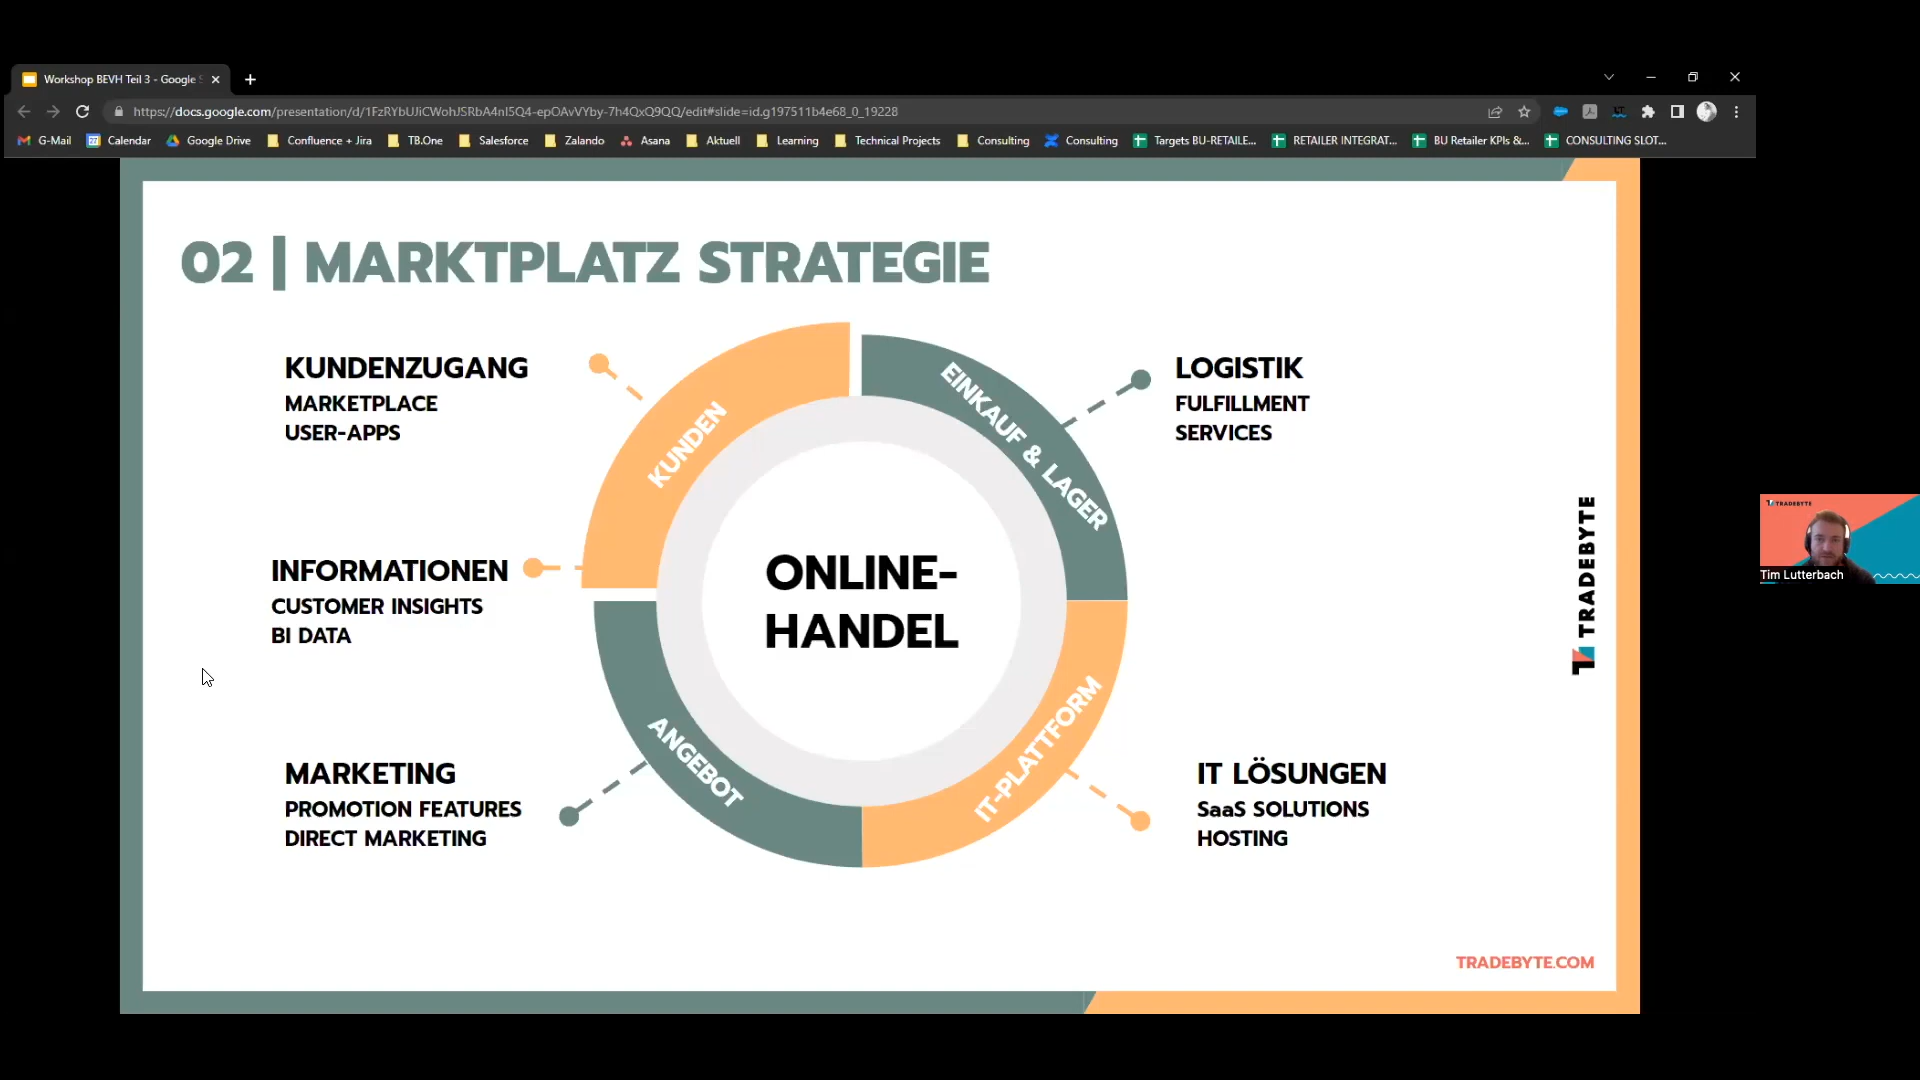 Workshop BEVH Teil 3 - Google
https://docs.google.com/presentation/d/1FzRYbUJiCWohJSRbA4nI5Q4-epOAvVYby-7h4QxQ9QQ/edit#slide=id.g197511b4e68_0_19228
G-Mail Calendar Google Drive Confluence + Jira TB.One Salesforce Zalando Asana Aktuell Learning Technical Projects Consulting Consulting Targets BU-RETAILE... RETAILER INTEGRAT... BU Retailer KPIs &... CONSULTING SLOT...
02 | MARKTPLATZ STRATEGIE
KUNDENZUGANG
MARKETPLACE
USER-APPS
INFORMATIONEN
CUSTOMER INSIGHTS
BI DATA
MARKETING
PROMOTION FEATURES
DIRECT MARKETING
KUNDEN
EINKAUF & LAGER
ANGEBOT
IT-PLATTFORM
ONLINE-
HANDEL
LOGISTIK
FULFILLMENT
SERVICES
IT LÖSUNGEN
SaaS SOLUTIONS
HOSTING
TRADEBYTE
TRADEBYTE.COM
TRADEBYTE
Tim Lutterbach